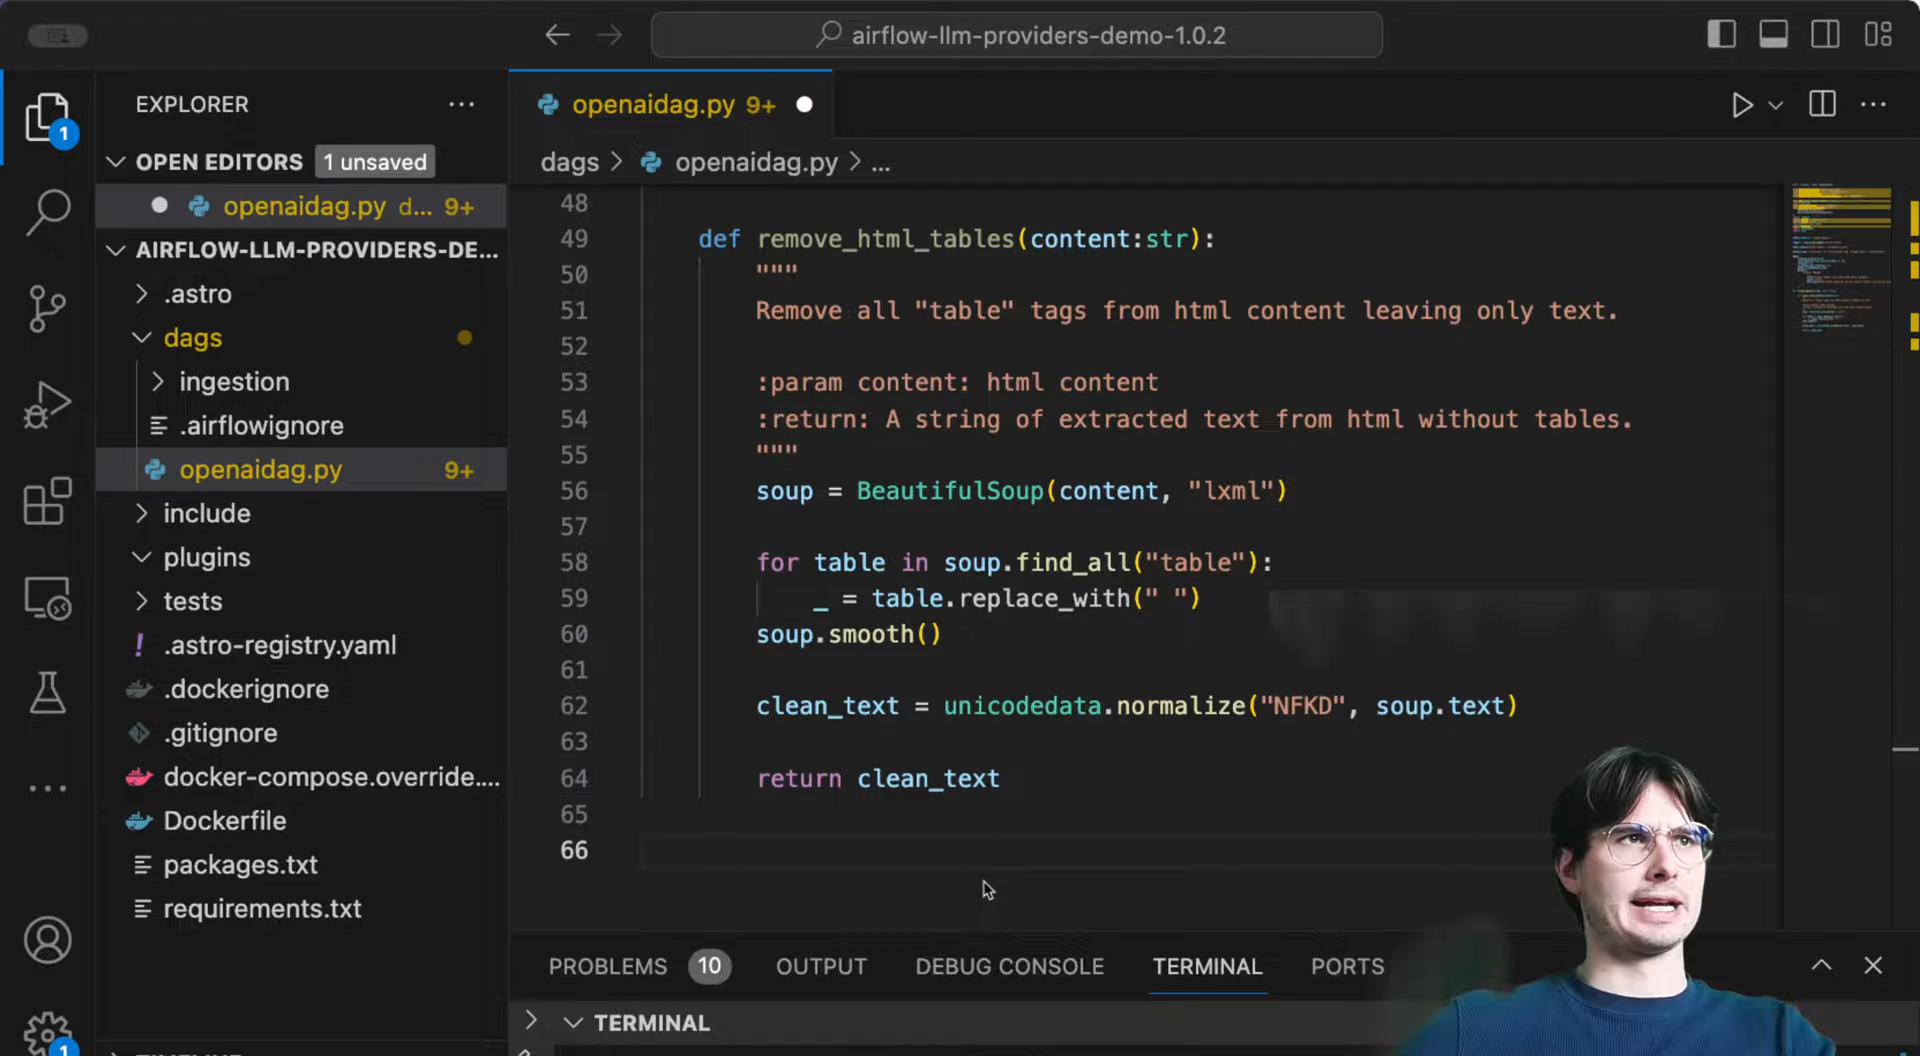 airflow-llm-providers-demo-1.0.2
EXPLORER
1
OPEN EDITORS 1 unsaved
openaidag.py d... 9+
AIRFLOW-LLM-PROVIDERS-DE...
.astro
dags
ingestion
.airflowignore
openaidag.py 9+
include
plugins
tests
.astro-registry.yaml
.dockerignore
.gitignore
docker-compose.override....
Dockerfile
packages.txt
requirements.txt
1
openaidag.py 9+
dags > openaidag.py > ...
48
49 def remove_html_tables(content:str):
50 """
51 Remove all "table" tags from html content leaving only text.
52
53 :param content: html content
54 :return: A string of extracted text from html without tables.
55 """
56 soup = BeautifulSoup(content, "lxml")
57
58 for table in soup.find_all("table"):
59 _ = table.replace_with(" ")
60 soup.smooth()
61
62 clean_text = unicodedata.normalize("NFKD", soup.text)
63
64 return clean_text
65
66
PROBLEMS 10 OUTPUT DEBUG CONSOLE TERMINAL PORTS
TERMINAL